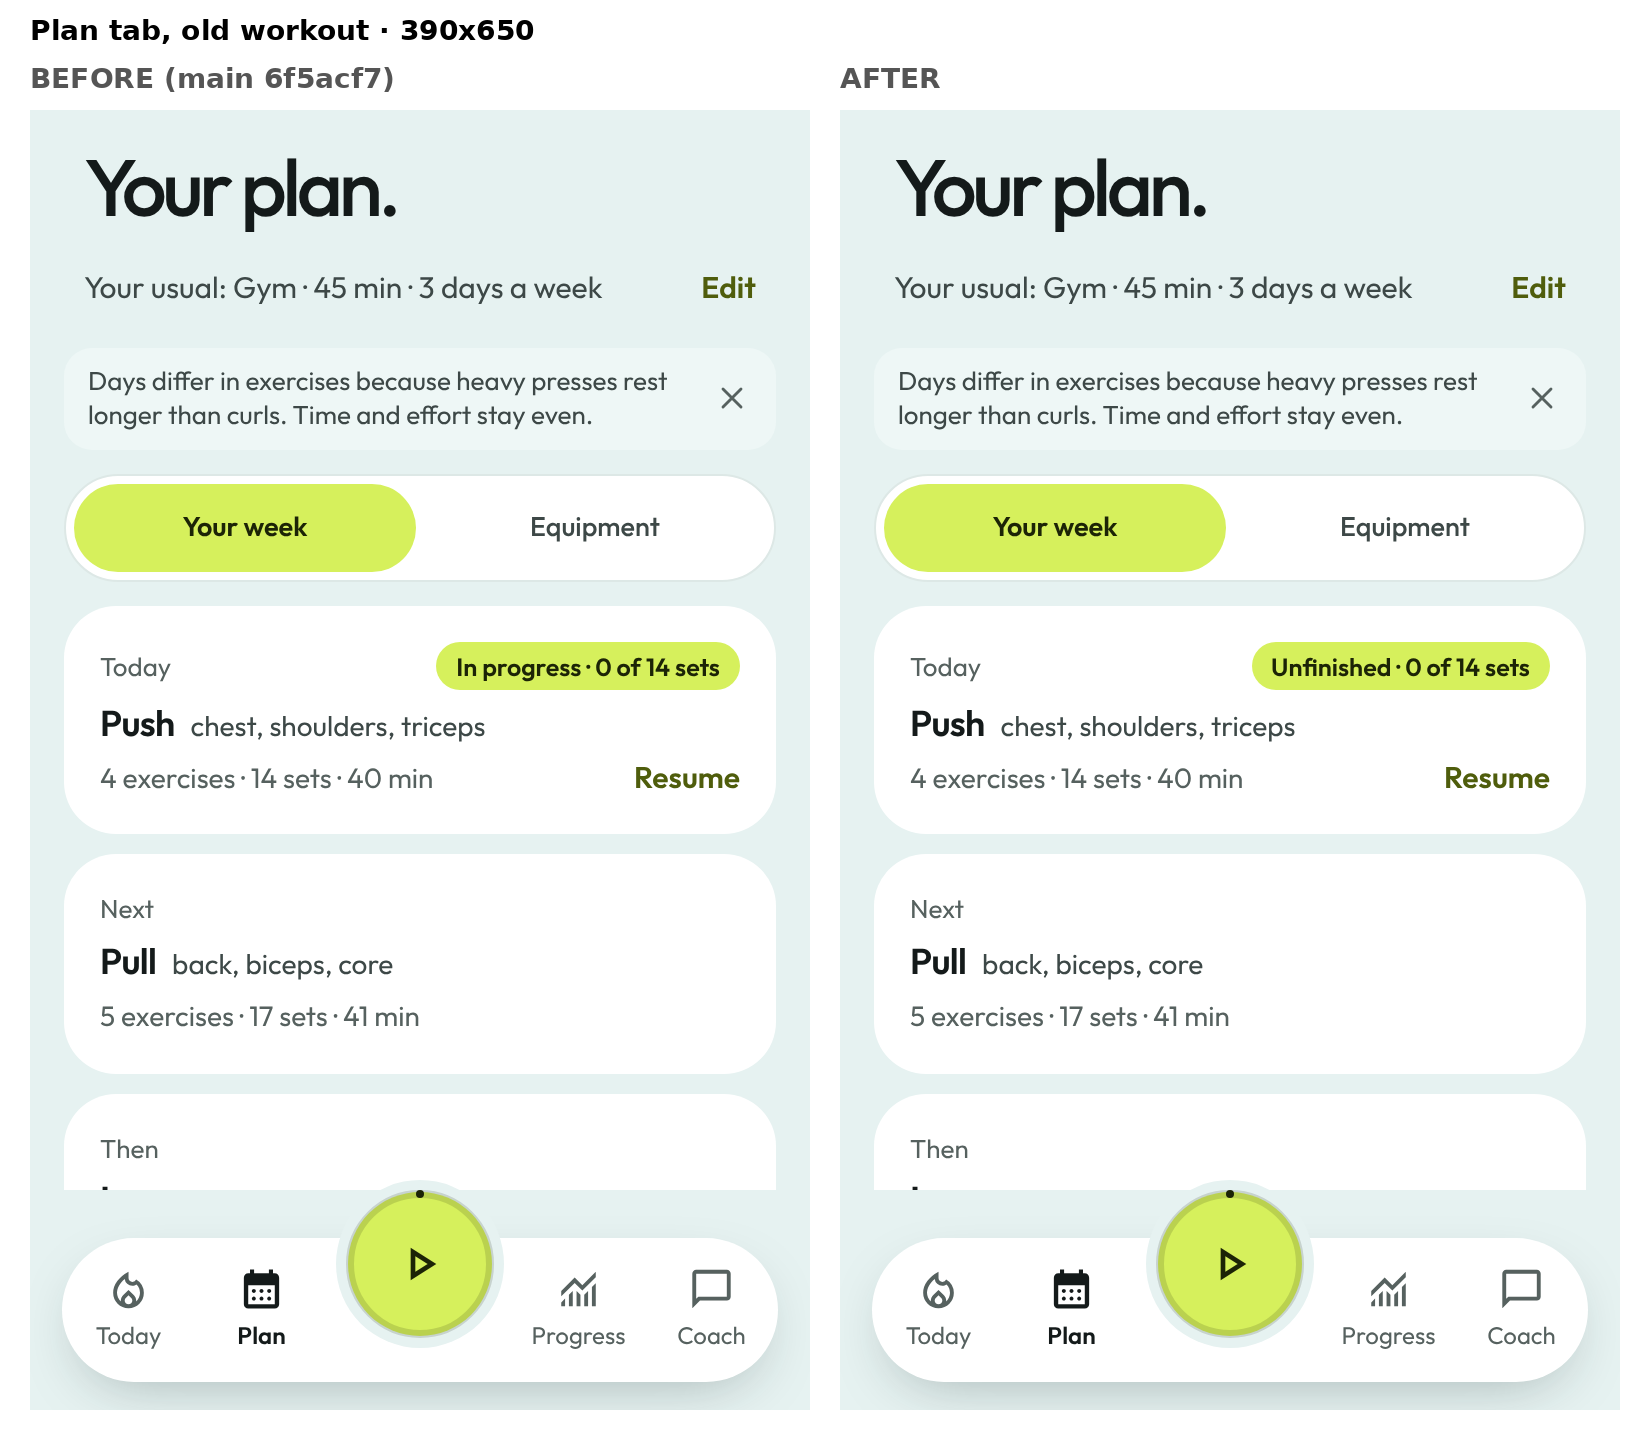 Plan tab, old workout · 390x650
BEFORE (main 6f5acf7)
Your plan.
Your usual: Gym · 45 min · 3 days a week
Edit
Days differ in exercises because heavy presses rest
longer than curls. Time and effort stay even.
Your week
Equipment
Today
In progress · 0 of 14 sets
Push chest, shoulders, triceps
4 exercises · 14 sets · 40 min
Resume
Next
Pull back, biceps, core
5 exercises · 17 sets · 41 min
Then
Today
Plan
Progress
Coach
AFTER
Your plan.
Your usual: Gym · 45 min · 3 days a week
Edit
Days differ in exercises because heavy presses rest
longer than curls. Time and effort stay even.
Your week
Equipment
Today
Unfinished · 0 of 14 sets
Push chest, shoulders, triceps
4 exercises · 14 sets · 40 min
Resume
Next
Pull back, biceps, core
5 exercises · 17 sets · 41 min
Then
Today
Plan
Progress
Coach